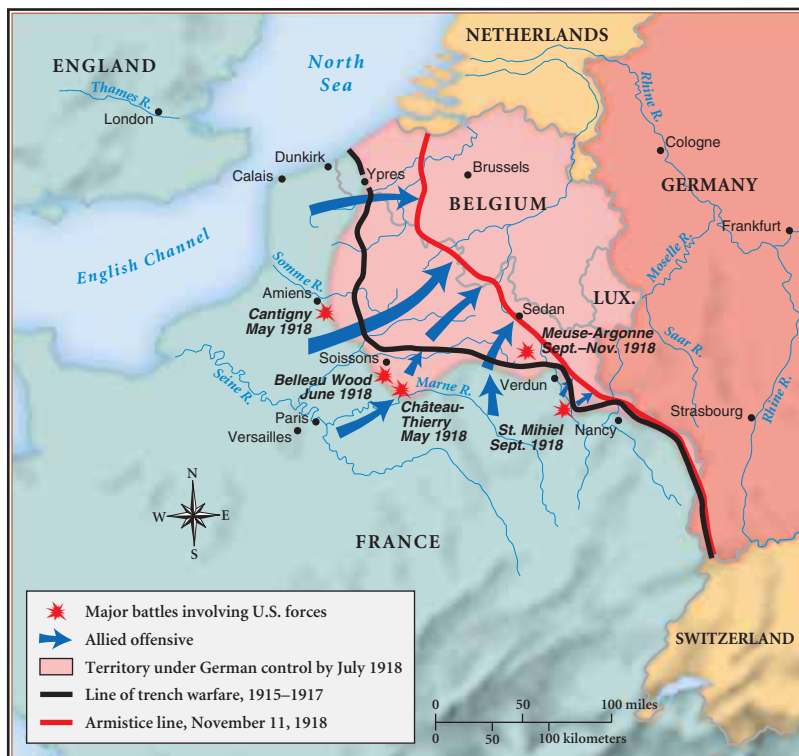 NETHERLANDS
ENGLAND
North
Sea
Thames R.
London
Rhine R.
Cologne
Dunkirk
Calais
Ypres
Brussels
GERMANY
BELGIUM
Frankfurt
English Channel
Moselle R.
Somme R.
Amiens
LUX.
Cantigny
May 1918
Sedan
Meuse-Argonne
Sept.–Nov. 1918
Saar R.
Soissons
Belleau Wood
June 1918
Marne R.
Verdun
Seine R.
Château-
Thierry
May 1918
Rhine R.
Paris
Versailles
St. Mihiel
Sept. 1918
Nancy
Strasbourg
N
W
E
S
FRANCE
SWITZERLAND
Major battles involving U.S. forces
Allied offensive
Territory under German control by July 1918
Line of trench warfare, 1915–1917
Armistice line, November 11, 1918
0 50 100 miles
0 50 100 kilometers